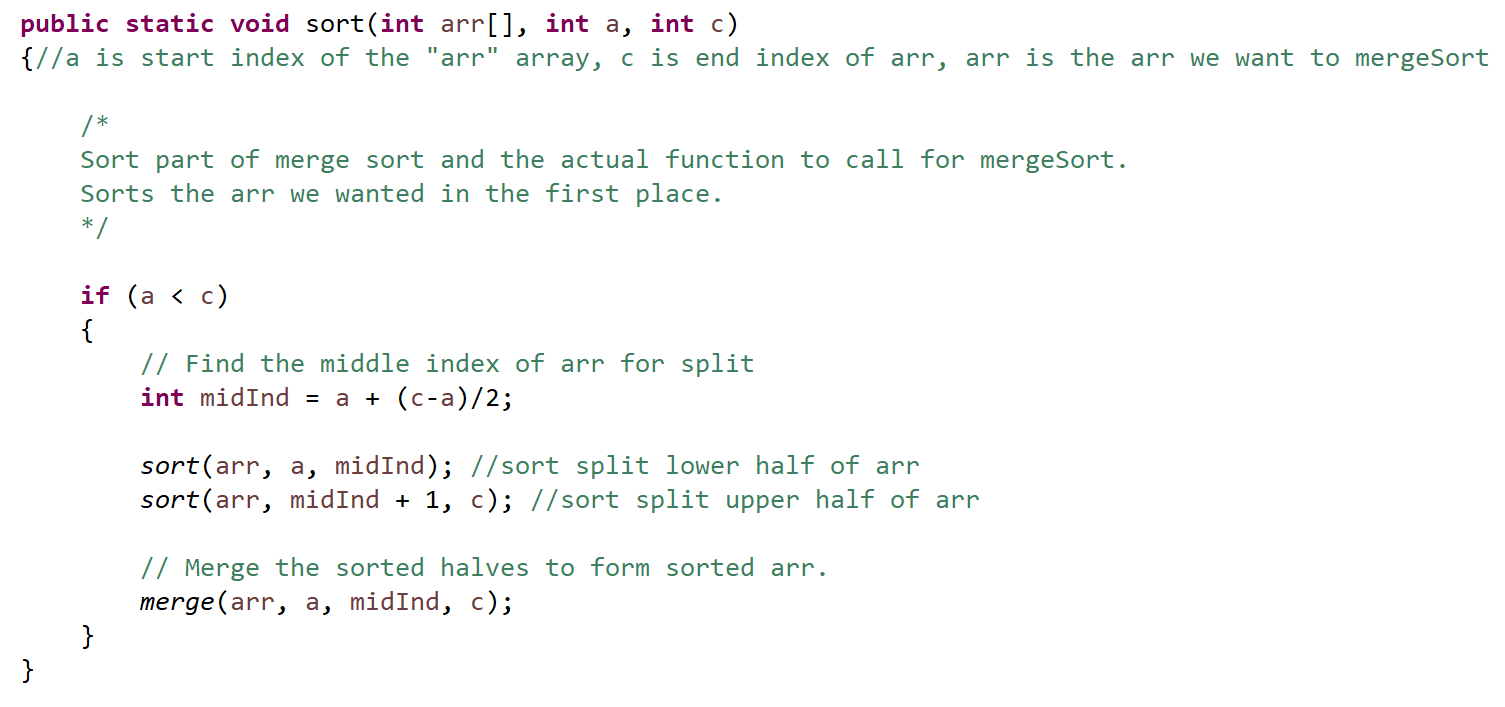 public static void sort(int arr[], int a, int c)
{//a is start index of the "arr" array, c is end index of arr, arr is the arr we want to mergeSort
/*
Sort part of merge sort and the actual function to call for mergeSort.
Sorts the arr we wanted in the first place.
*/
if (a < c)
{
// Find the middle index of arr for split
int midInd = a + (c-a)/2;
sort(arr, a, midInd); //sort split lower half of arr
sort(arr, midInd + 1, c); //sort split upper half of arr
// Merge the sorted halves to form sorted arr.
merge(arr, a, midInd, c);
}
}